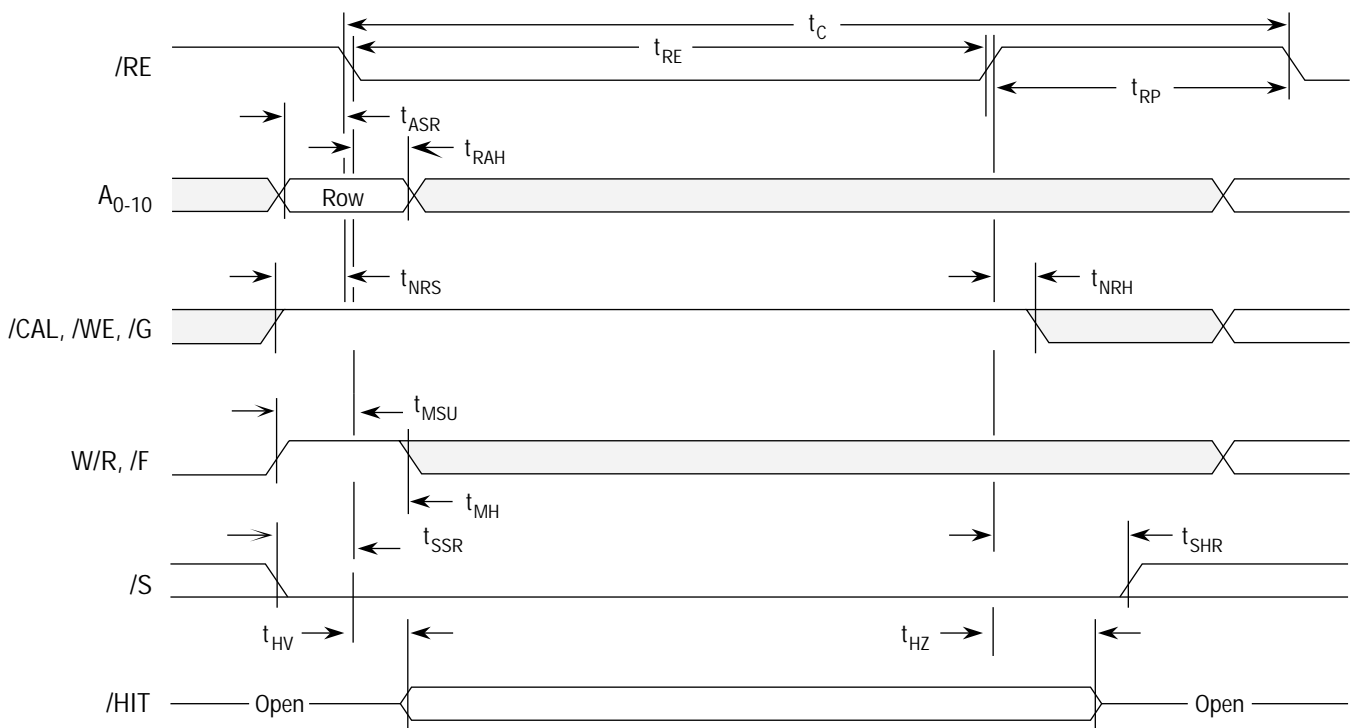 t_C
t_RE
/RE
t_RP
t_ASR
t_RAH
A_0-10
Row
t_NRS
t_NRH
/CAL, /WE, /G
t_MSU
W/R, /F
t_MH
t_SSR
t_SHR
/S
t_HV
t_HZ
/HIT
Open
Open